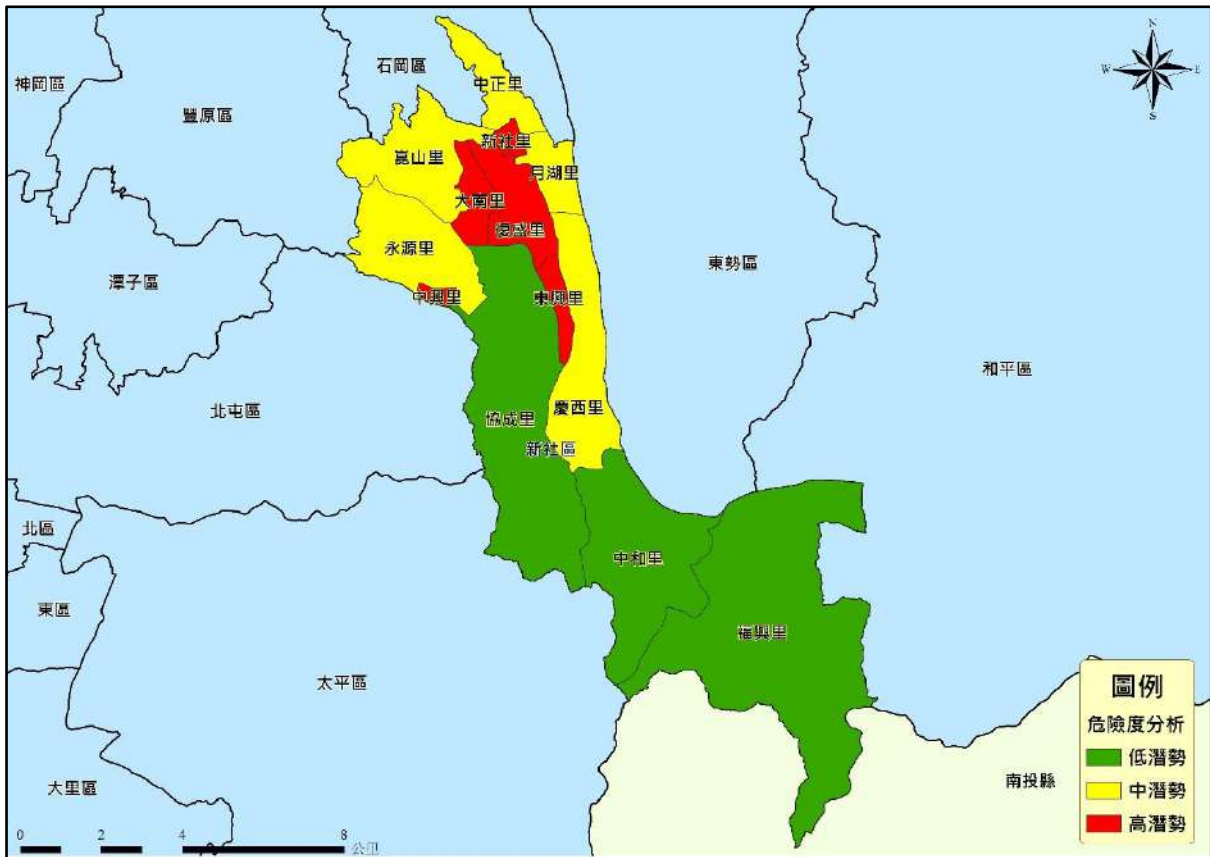 N
W
E
S
石岡區
神岡區
豐原區
中正里
新社里
崑山里
月湖里
大南里
復盛里
永源里
東勢區
潭子區
中興里
東興里
和平區
北屯區
慶西里
協成里
新社區
北區
中和里
東區
福興里
太平區
圖例
危險度分析
低潛勢
中潛勢
高潛勢
南投縣
大里區
0 2 4 8
公里